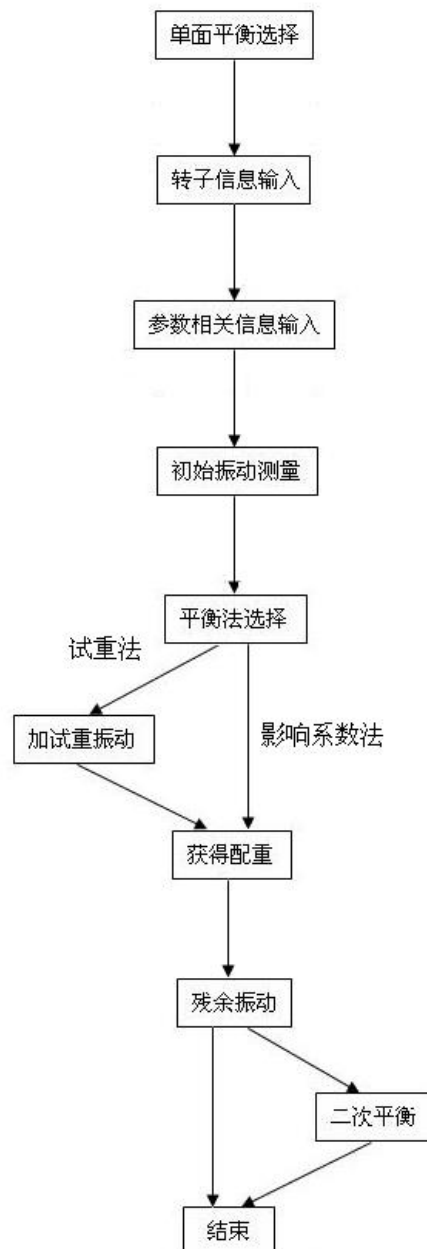 单面平衡选择
转子信息输入
参数相关信息输入
初始振动测量
平衡法选择
试重法
加试重振动
影响系数法
获得配重
残余振动
二次平衡
结束